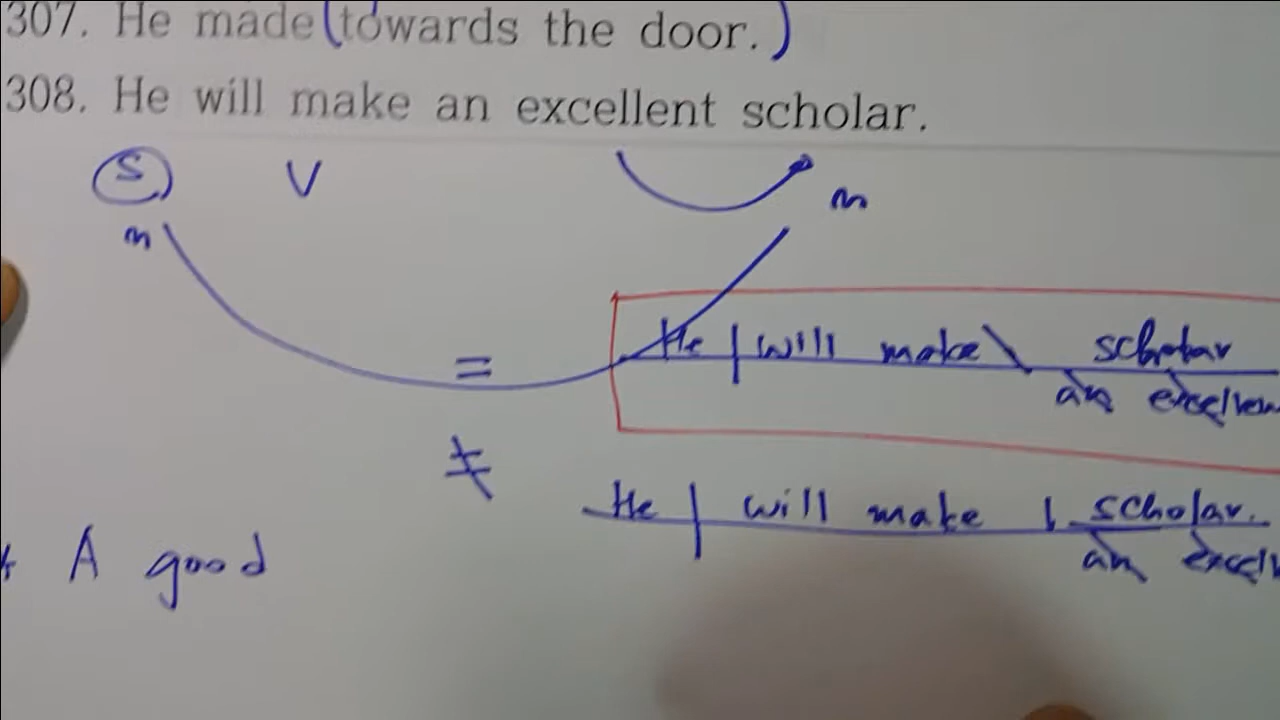 307. He made (towards the door.)
308. He will make an excellent scholar.
S V
n n
=
He | will make \ scholar
an
≠
He | will make | scholar.
an
A good